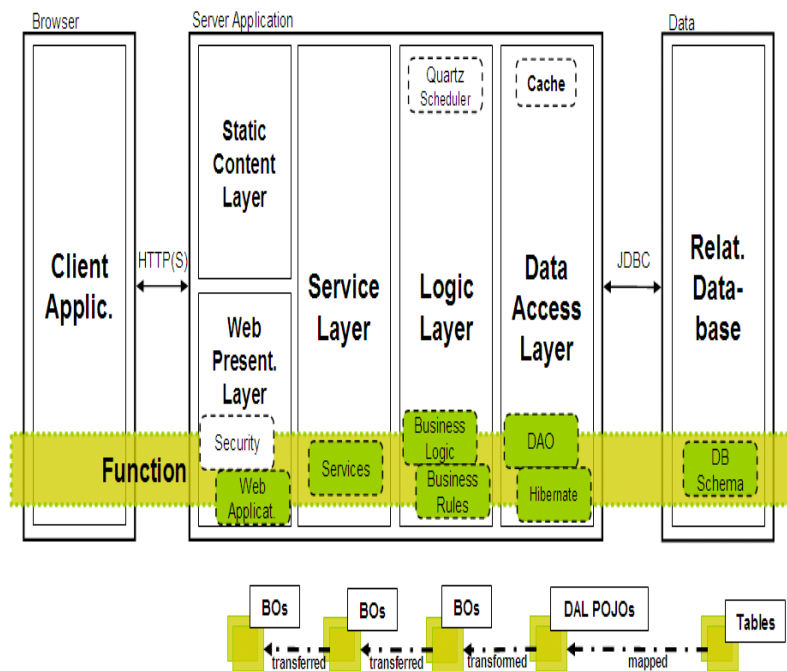 Browser
Server Application
Data
Client
Applic.
HTTP(S)
Static
Content
Layer
Web
Present.
Layer
Security
Web
Applicat.
Service
Layer
Services
Quartz
Scheduler
Logic
Layer
Business
Logic
Business
Rules
Cache
Data
Access
Layer
DAO
Hibernate
JDBC
Relat.
Data-
base
DB
Schema
Function
BOs
BOs
BOs
DAL POJOs
Tables
transferred
transferred
transformed
mapped